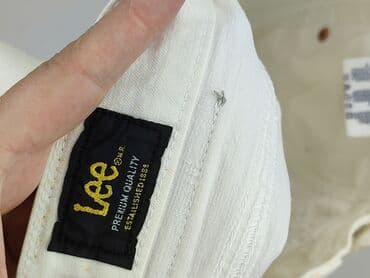 Lee ® M.R.
PREMIUM QUALITY
ESTABLISHED 1889